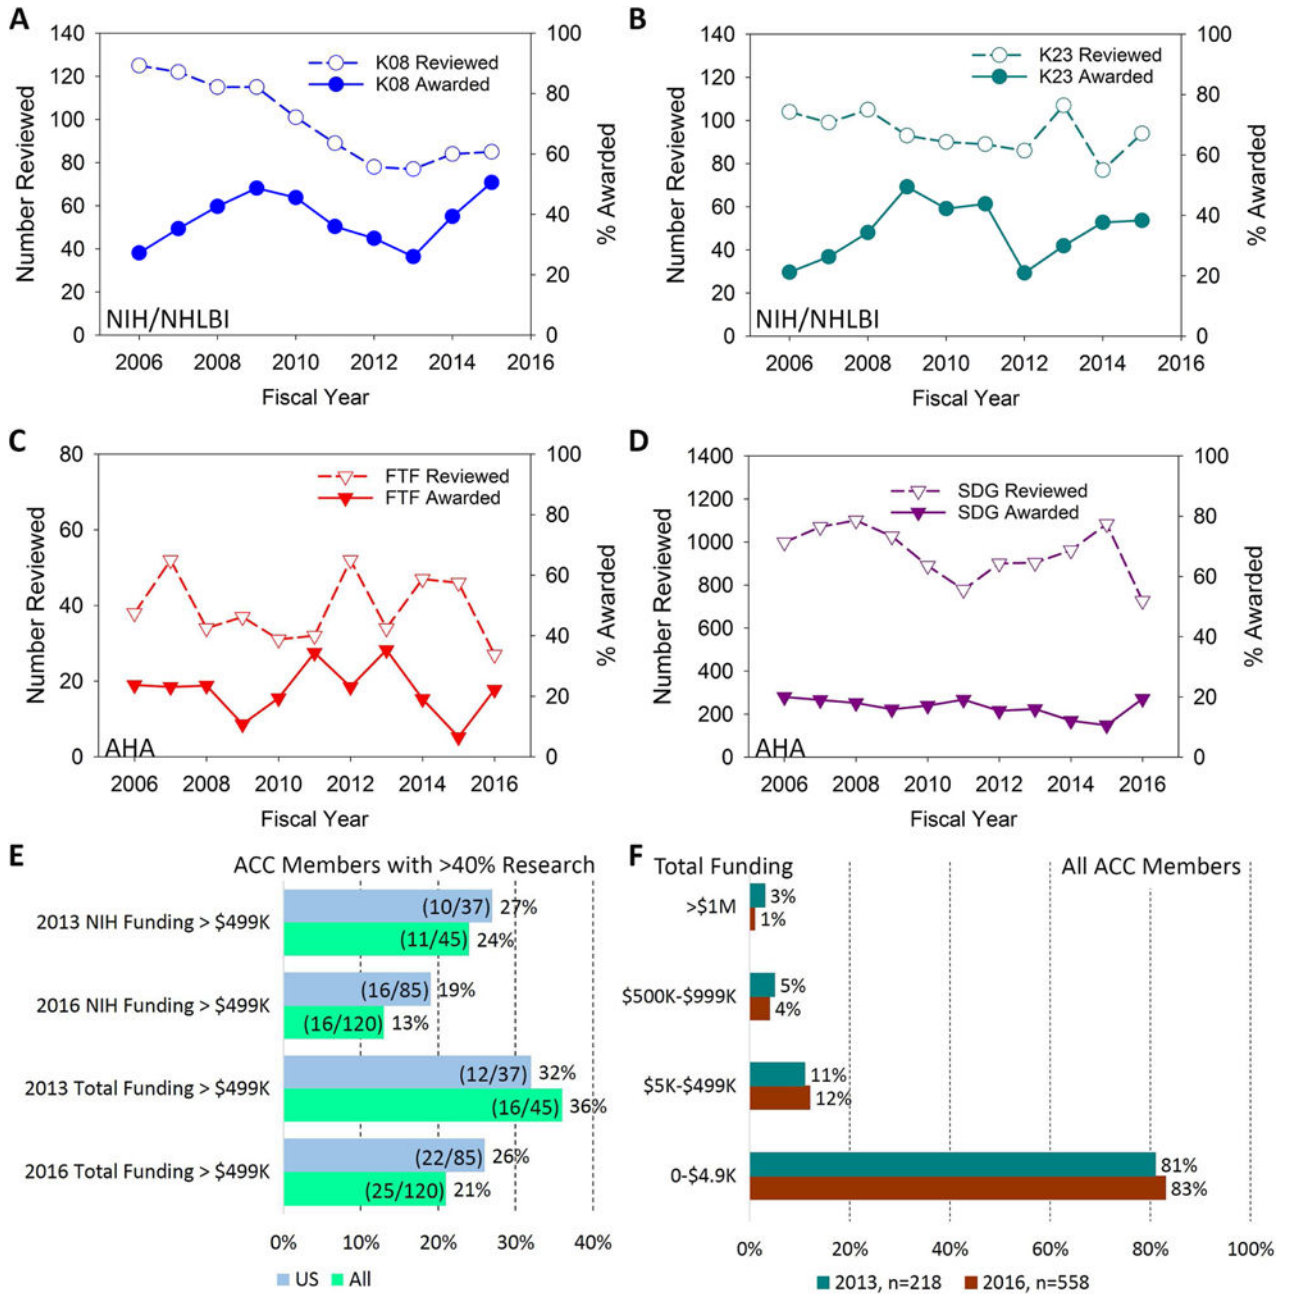 A
140
120
100
80
60
40
20
0
Number Reviewed
100
80
60
40
20
0
% Awarded
K08 Reviewed
K08 Awarded
NIH/NHLBI
2006 2008 2010 2012 2014 2016
Fiscal Year
B
140
120
100
80
60
40
20
0
Number Reviewed
100
80
60
40
20
0
% Awarded
K23 Reviewed
K23 Awarded
NIH/NHLBI
2006 2008 2010 2012 2014 2016
Fiscal Year
C
80
60
40
20
0
Number Reviewed
100
80
60
40
20
0
% Awarded
FTF Reviewed
FTF Awarded
AHA
2006 2008 2010 2012 2014 2016
Fiscal Year
D
1400
1200
1000
800
600
400
200
0
Number Reviewed
100
80
60
40
20
0
% Awarded
SDG Reviewed
SDG Awarded
AHA
2006 2008 2010 2012 2014 2016
Fiscal Year
E
ACC Members with >40% Research
2013 NIH Funding > $499K
(10/37) 27%
(11/45) 24%
2016 NIH Funding > $499K
(16/85) 19%
(16/120) 13%
2013 Total Funding > $499K
(12/37) 32%
(16/45) 36%
2016 Total Funding > $499K
(22/85) 26%
(25/120) 21%
0% 10% 20% 30% 40%
US All
F
Total Funding All ACC Members
>$1M
3%
1%
$500K-$999K
5%
4%
$5K-$499K
11%
12%
0-$4.9K
81%
83%
0% 20% 40% 60% 80% 100%
2013, n=218 2016, n=558